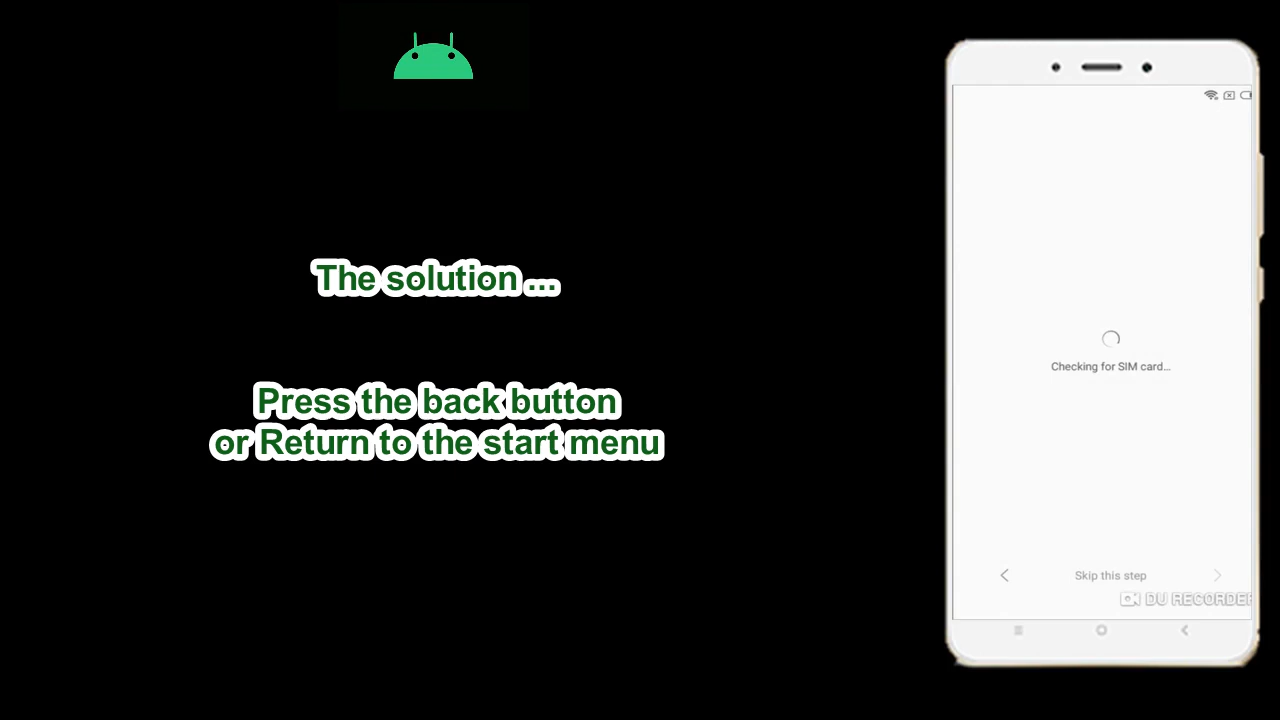 The solution ...
Press the back button
or Return to the start menu
Checking for SIM card...
Skip this step
DU RECORDER